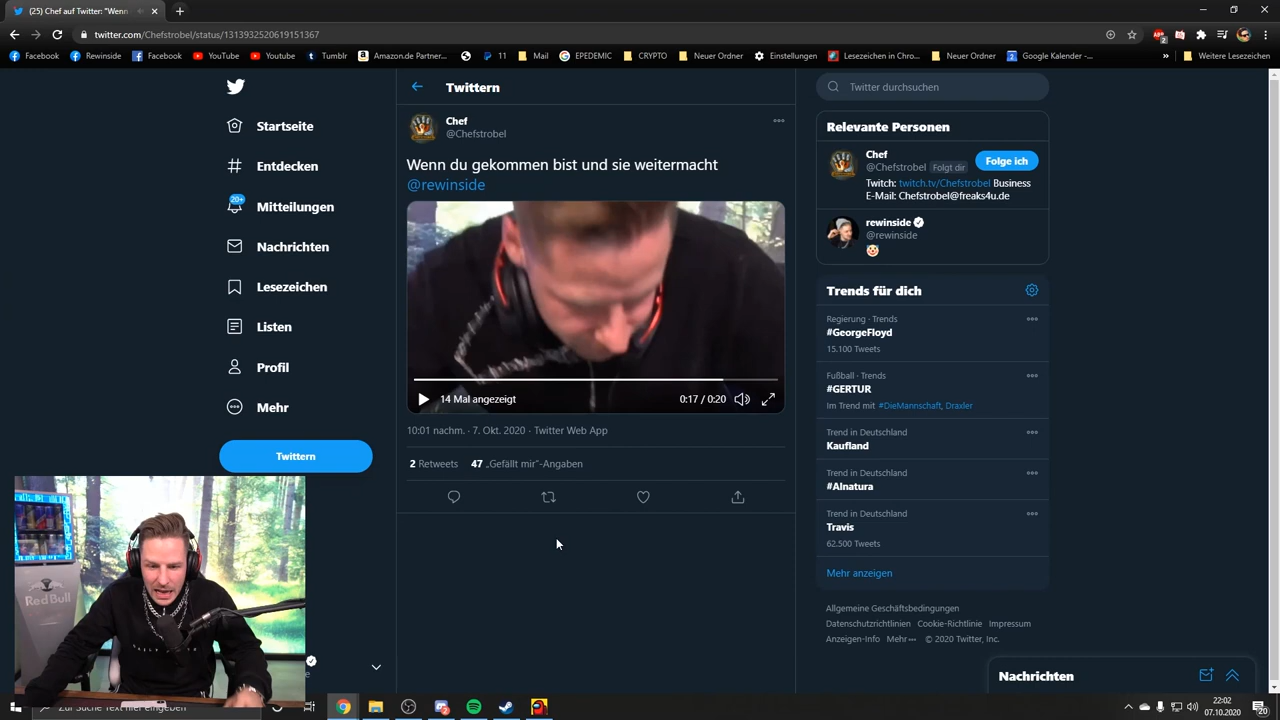 (25) Chef auf Twitter: "Wenn
twitter.com/Chefstrobel/status/1313932520619151367
Facebook
Rewinside
Facebook
YouTube
Youtube
Tumblr
Amazon.de Partner...
11
Mail
EPEDEMIC
CRYPTO
Neuer Ordner
Einstellungen
Lesezeichen in Chro...
Neuer Ordner
Google Kalender -...
»
Weitere Lesezeichen
Startseite
Entdecken
20+
Mitteilungen
Nachrichten
Lesezeichen
Listen
Profil
Mehr
Twittern
Twittern
Chef
@Chefstrobel
Wenn du gekommen bist und sie weitermacht
@rewinside
14 Mal angezeigt
0:17 / 0:20
10:01 nachm. · 7. Okt. 2020 · Twitter Web App
2 Retweets 47 „Gefällt mir“-Angaben
Twitter durchsuchen
Relevante Personen
Chef
@Chefstrobel Folgt dir
Folge ich
Twitch: twitch.tv/Chefstrobel Business
E-Mail: Chefstrobel@freaks4u.de
rewinside
@rewinside
Trends für dich
Regierung · Trends
#GeorgeFloyd
15.100 Tweets
Fußball · Trends
#GERTUR
Im Trend mit #DieMannschaft, Draxler
Trend in Deutschland
Kaufland
Trend in Deutschland
#Alnatura
Trend in Deutschland
Travis
62.500 Tweets
Mehr anzeigen
Allgemeine Geschäftsbedingungen
Datenschutzrichtlinien Cookie-Richtlinie Impressum
Anzeigen-Info Mehr © 2020 Twitter, Inc.
Nachrichten
Red Bull
Zur Suche Text hier eingeben
22:02
07.10.2020
20